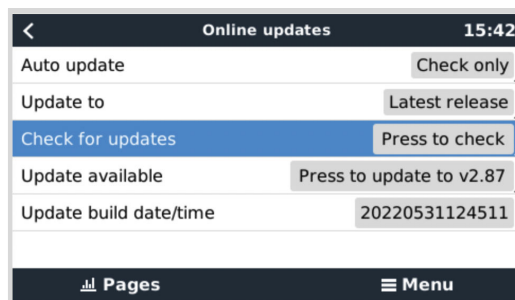 Online updates 15:42
Auto update Check only
Update to Latest release
Check for updates Press to check
Update available Press to update to v2.87
Update build date/time 20220531124511
Pages Menu